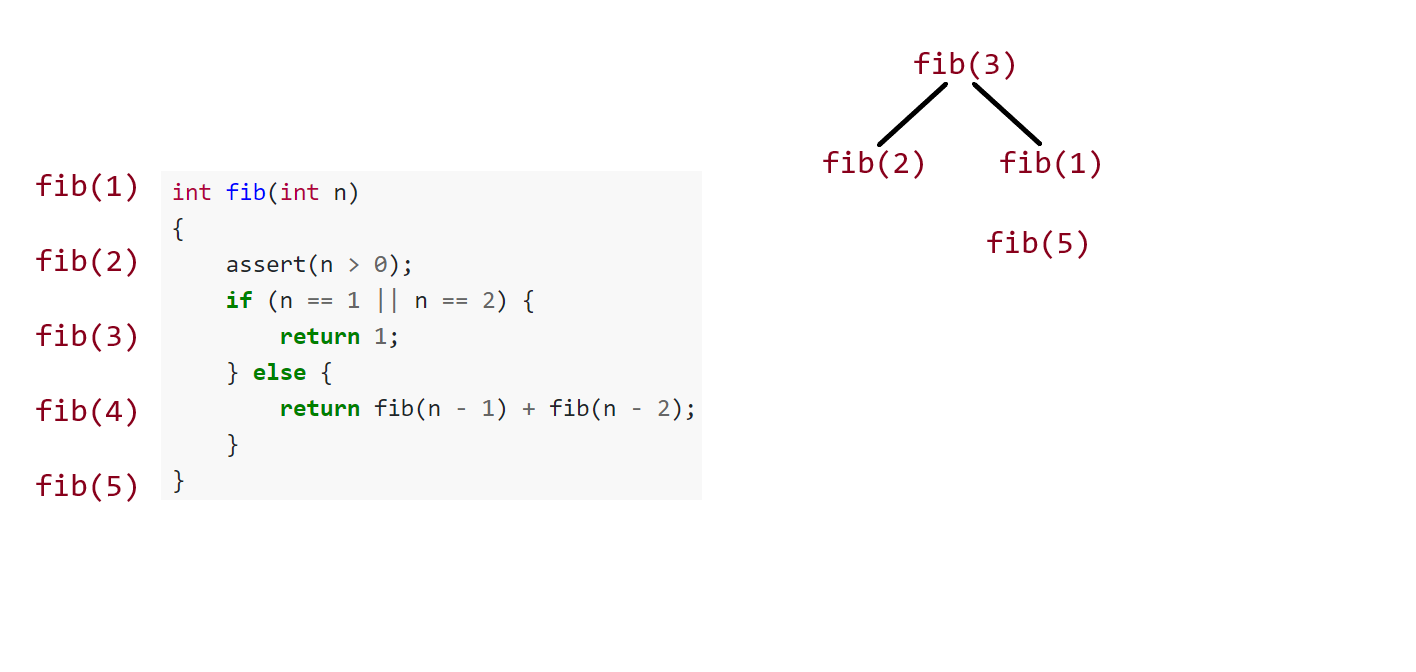 fib(1)
fib(2)
fib(3)
fib(4)
fib(5)
int fib(int n)
{
    assert(n > 0);
    if (n == 1 || n == 2) {
        return 1;
    } else {
        return fib(n - 1) + fib(n - 2);
    }
}
fib(3)
fib(2) fib(1)
fib(5)